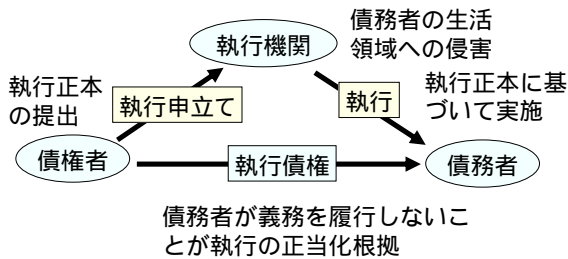 執行機関
債務者の生活
領域への侵害
執行正本
の提出
執行申立て
執行
執行正本に基
づいて実施
債権者
執行債権
債務者
債務者が義務を履行しないこ
とが執行の正当化根拠